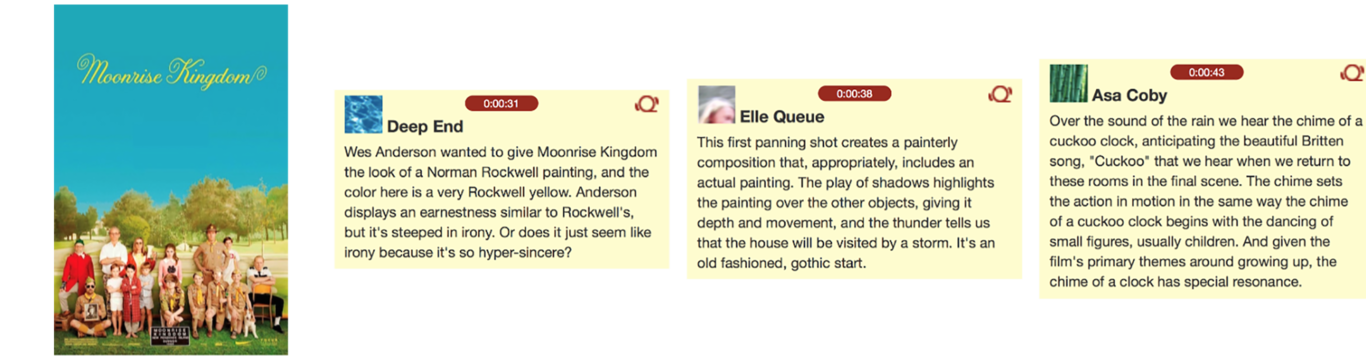 Moonrise Kingdom
MOONRISE
KINGDOM
0:00:31
Deep End
Wes Anderson wanted to give Moonrise Kingdom
the look of a Norman Rockwell painting, and the
color here is a very Rockwell yellow. Anderson
displays an earnestness similar to Rockwell's,
but it's steeped in irony. Or does it just seem like
irony because it's so hyper-sincere?
0:00:38
Elle Queue
This first panning shot creates a painterly
composition that, appropriately, includes an
actual painting. The play of shadows highlights
the painting over the other objects, giving it
depth and movement, and the thunder tells us
that the house will be visited by a storm. It's an
old fashioned, gothic start.
0:00:43
Asa Coby
Over the sound of the rain we hear the chime of a
cuckoo clock, anticipating the beautiful Britten
song, "Cuckoo" that we hear when we return to
these rooms in the final scene. The chime sets
the action in motion in the same way the chime
of a cuckoo clock begins with the dancing of
small figures, usually children. And given the
film's primary themes around growing up, the
chime of a clock has special resonance.